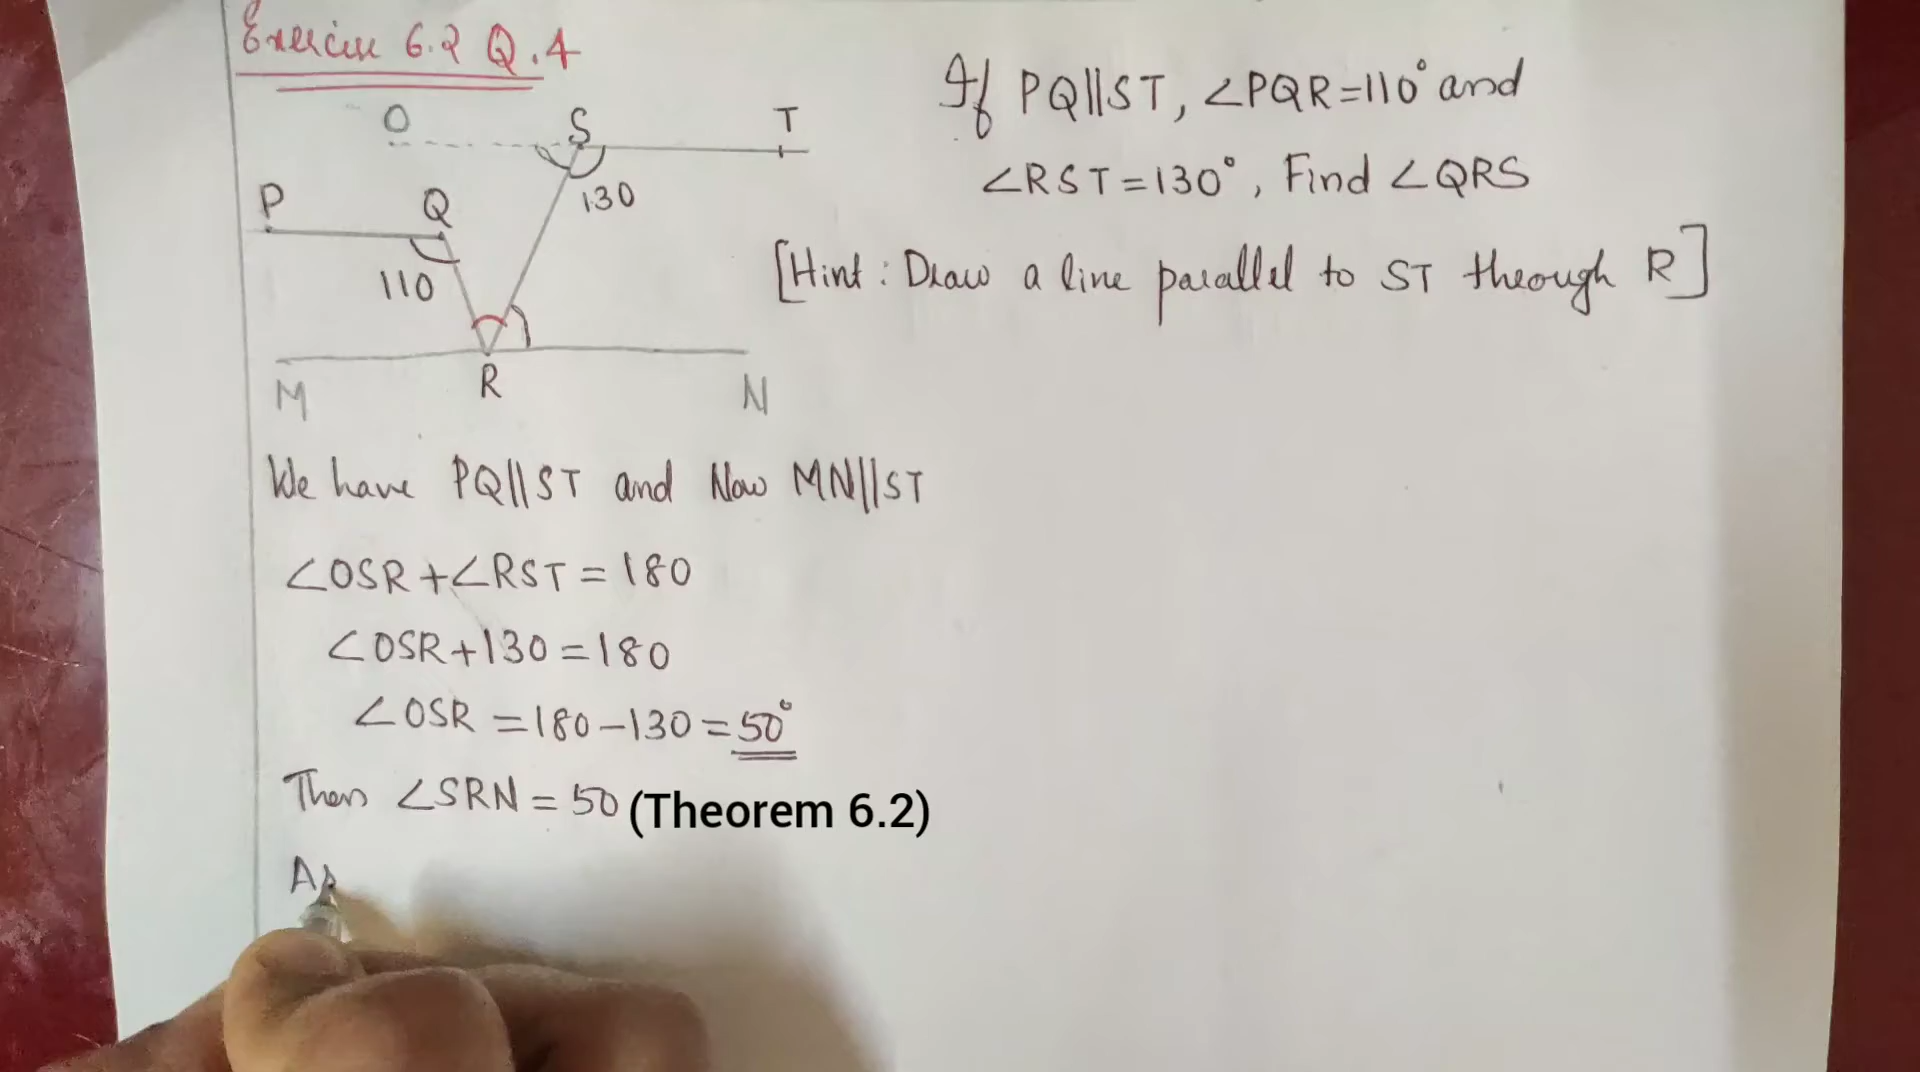 Exercise 6.2 Q.4
If PQ||ST, ∠PQR=110° and
∠RST=130°, Find ∠QRS
[Hint: Draw a line parallel to ST through R]
O S T
130
P Q
110
R
M N
We have PQ||ST and Now MN||ST
∠OSR+∠RST=180
∠OSR+130=180
∠OSR=180-130=50°
Then ∠SRN=50 (Theorem 6.2)